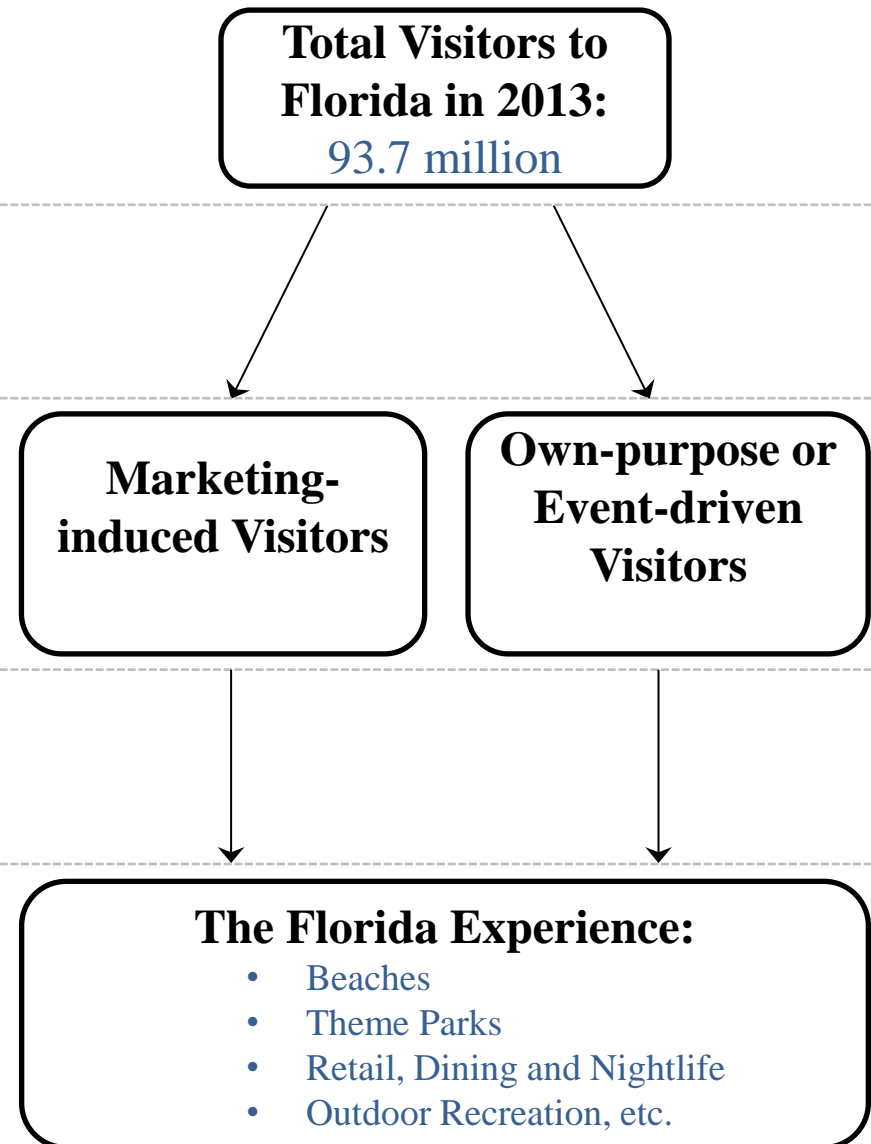 Total Visitors to
Florida in 2013:
93.7 million
Marketing-
induced Visitors
Own-purpose or
Event-driven
Visitors
The Florida Experience:
• Beaches
• Theme Parks
• Retail, Dining and Nightlife
• Outdoor Recreation, etc.